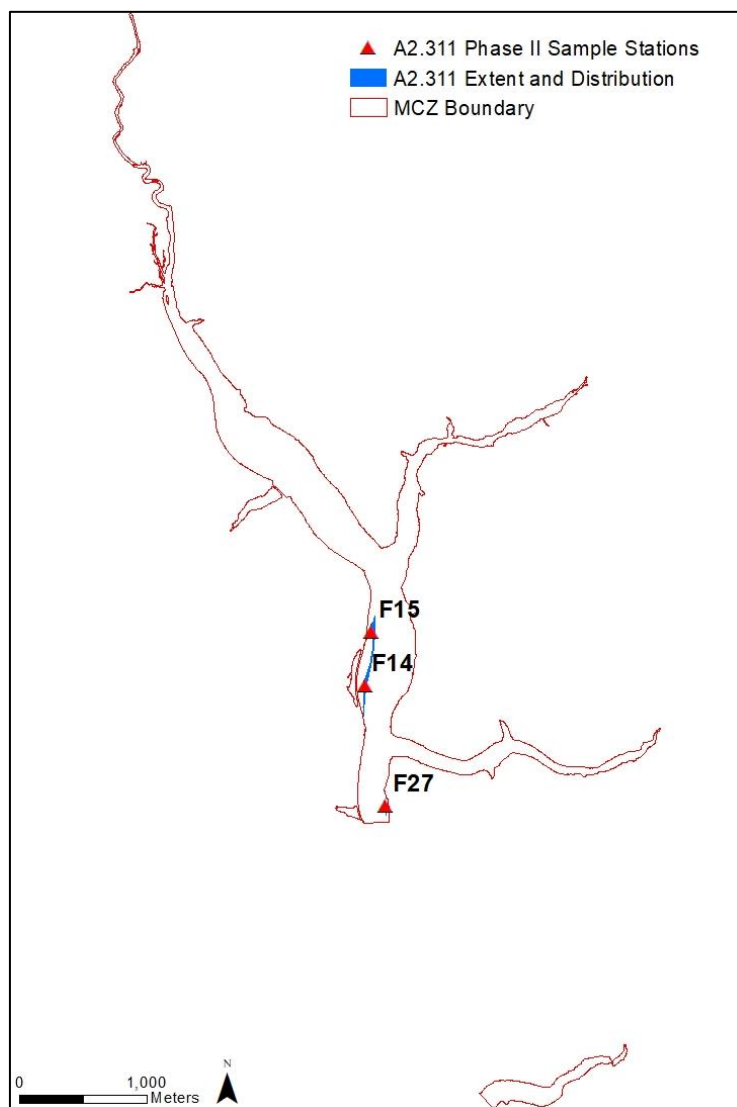 A2.311 Phase II Sample Stations
A2.311 Extent and Distribution
MCZ Boundary
F15
F14
F27
0 1,000
Meters
N